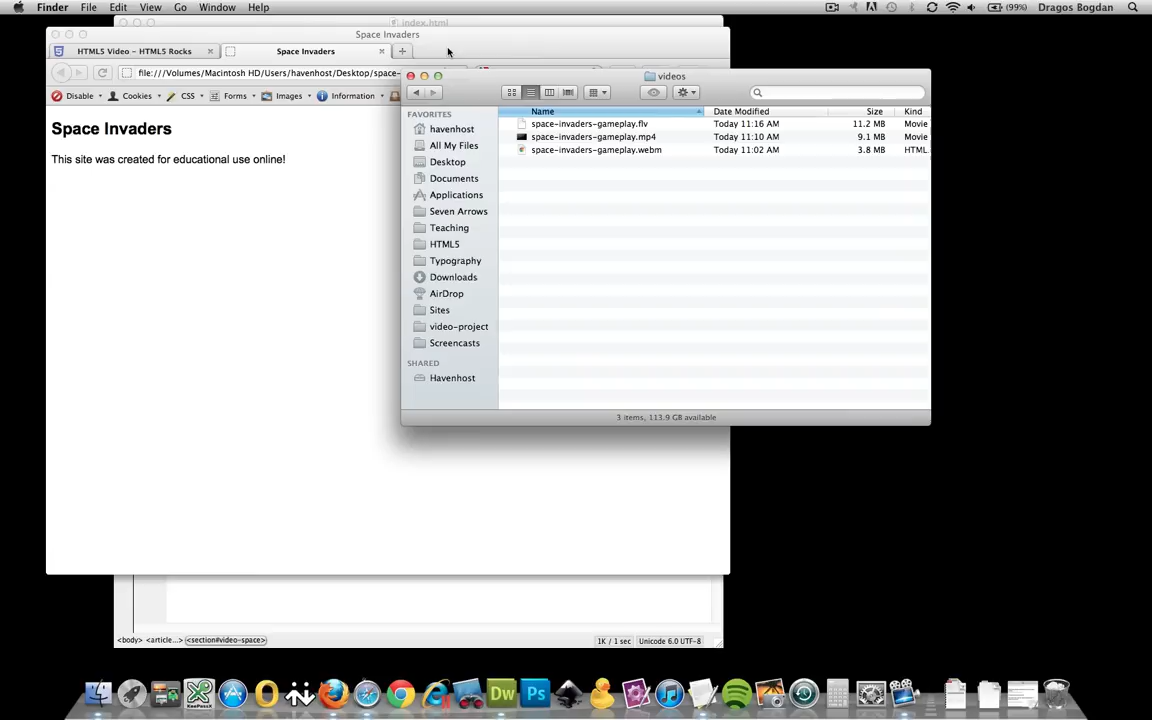 Finder File Edit View Go Window Help (99%) Dragos Bogdan
index.html
Space Invaders
HTML5 Video – HTML5 Rocks Space Invaders
file:///Volumes/Macintosh HD/Users/havenhost/Desktop/space-
Disable Cookies CSS Forms Images Information
Space Invaders
This site was created for educational use online!
videos
FAVORITES
havenhost
All My Files
Desktop
Documents
Applications
Seven Arrows
Teaching
HTML5
Typography
Downloads
AirDrop
Sites
video-project
Screencasts
SHARED
Havenhost
Name Date Modified Size Kind
space-invaders-gameplay.flv Today 11:16 AM 11.2 MB Movie
space-invaders-gameplay.mp4 Today 11:10 AM 9.1 MB Movie
space-invaders-gameplay.webm Today 11:02 AM 3.8 MB HTML
3 items, 113.9 GB available
<body> <article...> <section#video-space> 1K / 1 sec Unicode 6.0 UTF-8
Dw Ps